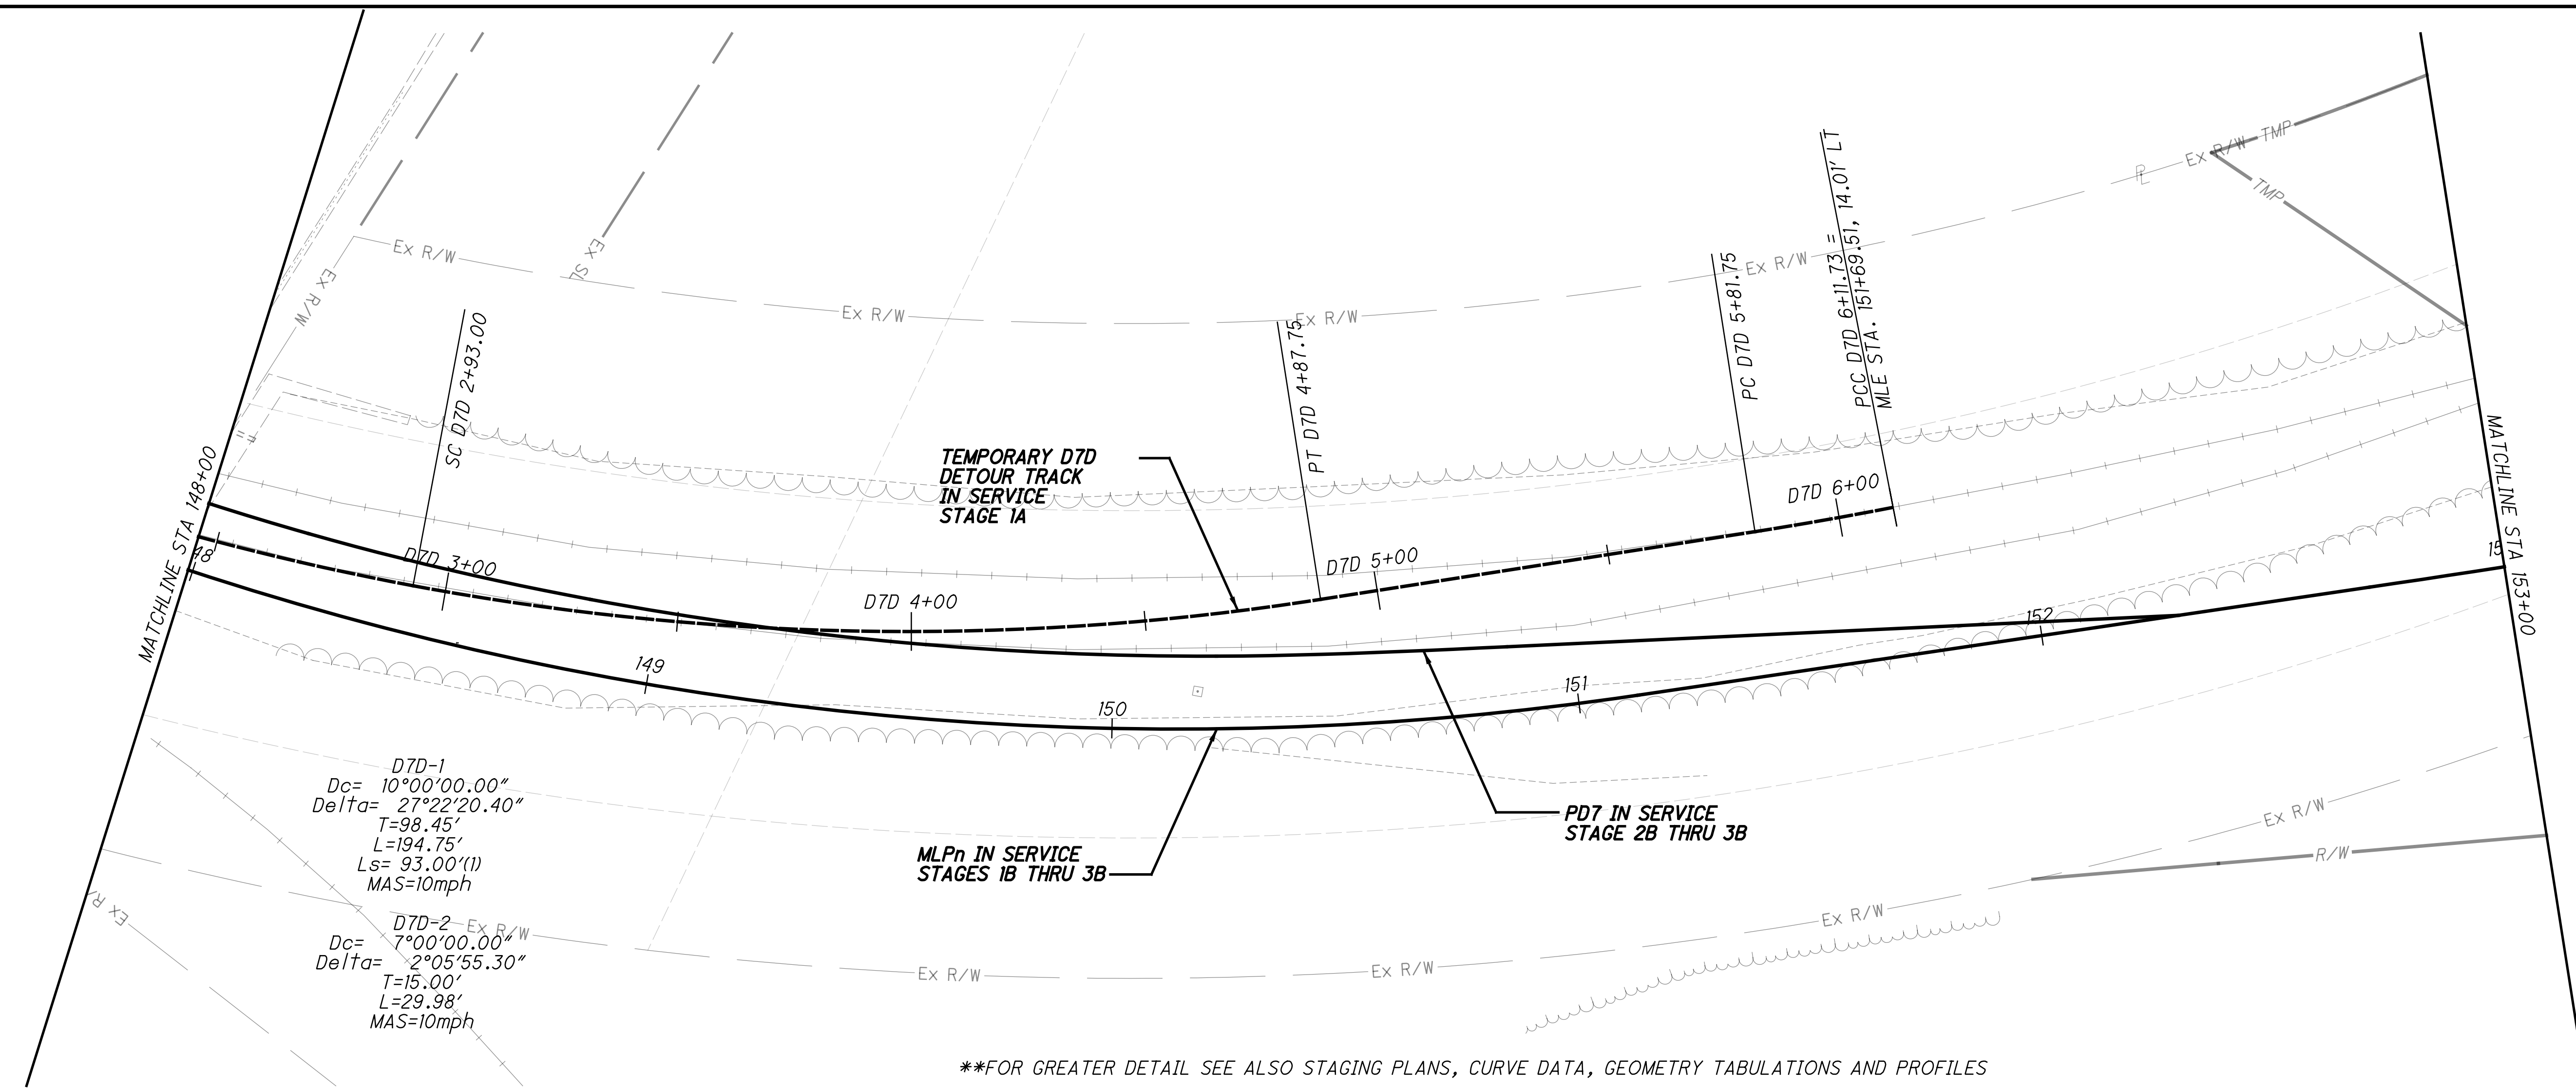 Ex R/W
TMP
TMP
Ex R/W
Ex SL
Ex R/W
Ex R/W
Ex R/W
Ex R/W
PL
SC D7D 2+93.00
PT D7D 4+87.75
PC D7D 5+81.75
PCC D7D 6+11.73 =
MLE STA. 151+69.51, 14.01' LT
MATCHLINE STA 148+00
MATCHLINE STA 153+00
TEMPORARY D7D
DETOUR TRACK
IN SERVICE
STAGE 1A
48
D7D 3+00
D7D 4+00
D7D 5+00
D7D 6+00
149
150
151
152
15
D7D-1
Dc= 10°00'00.00"
Delta= 27°22'20.40"
T=98.45'
L=194.75'
Ls= 93.00'(1)
MAS=10mph
D7D-2
Dc= 7°00'00.00"
Delta= 2°05'55.30"
T=15.00'
L=29.98'
MAS=10mph
MLPn IN SERVICE
STAGES 1B THRU 3B
PD7 IN SERVICE
STAGE 2B THRU 3B
Ex R/
Ex R/W
Ex R/W
Ex R/W
Ex R/W
Ex R/W
R/W
**FOR GREATER DETAIL SEE ALSO STAGING PLANS, CURVE DATA, GEOMETRY TABULATIONS AND PROFILES